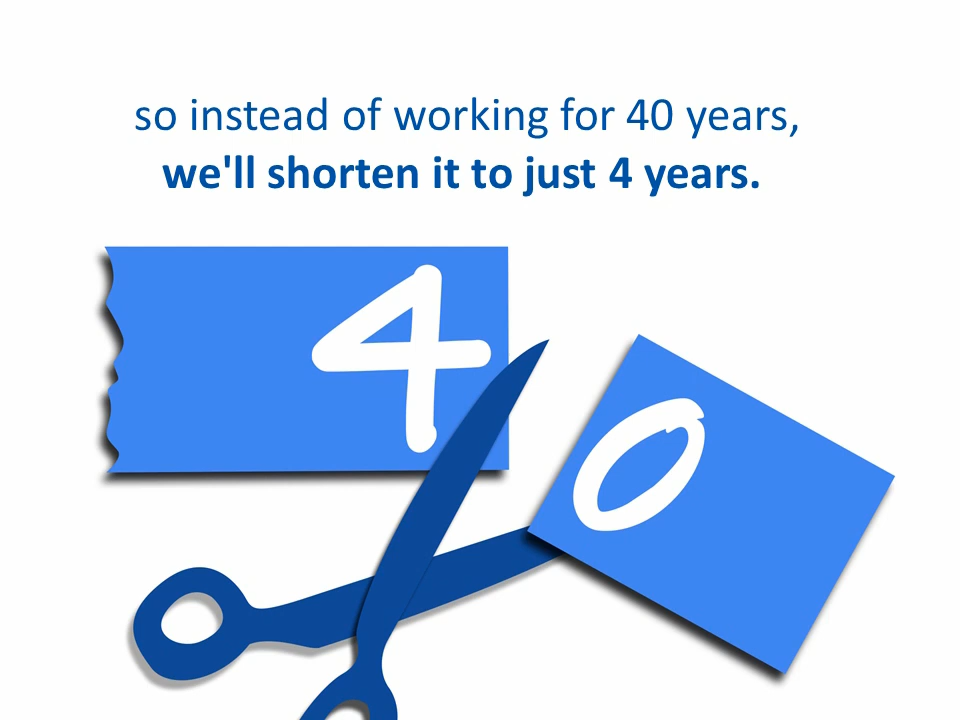 so instead of working for 40 years,
we'll shorten it to just 4 years.
4 0